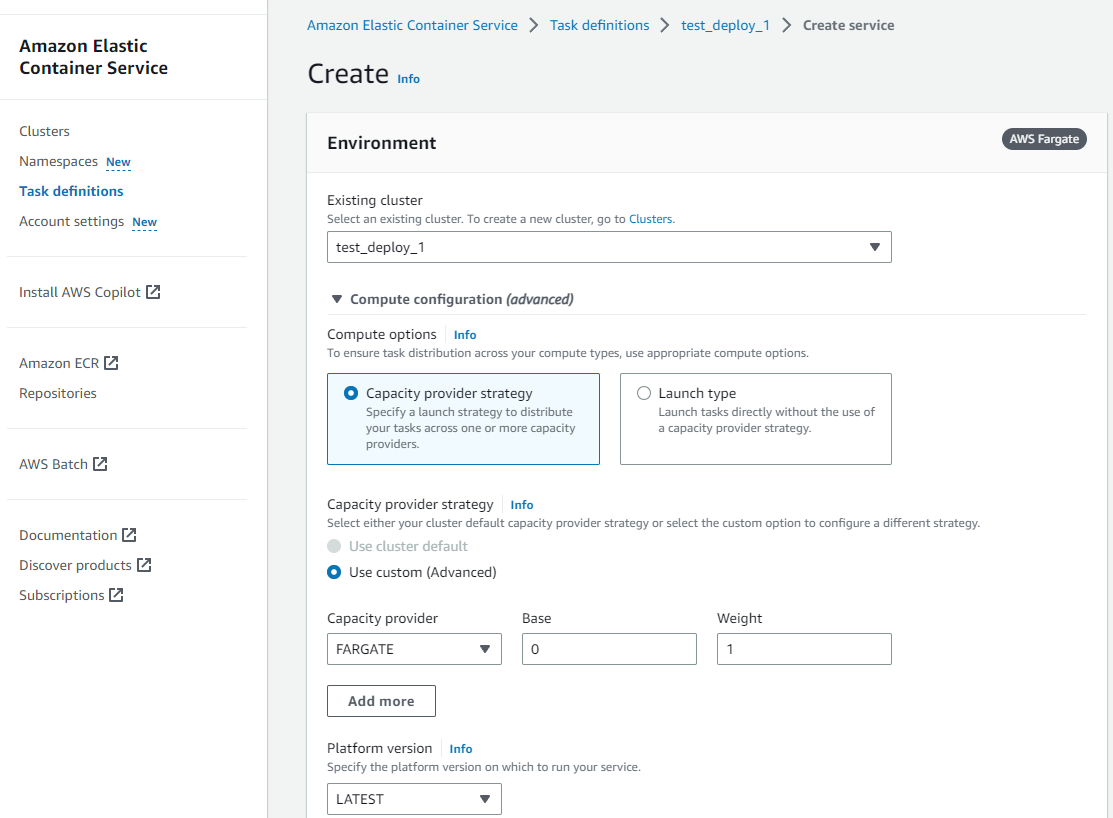 Amazon Elastic
Container Service
Clusters
Namespaces New
Task definitions
Account settings New
Install AWS Copilot
Amazon ECR
Repositories
AWS Batch
Documentation
Discover products
Subscriptions
Amazon Elastic Container Service > Task definitions > test_deploy_1 > Create service
Create Info
Environment
AWS Fargate
Existing cluster
Select an existing cluster. To create a new cluster, go to Clusters.
test_deploy_1
Compute configuration (advanced)
Compute options Info
To ensure task distribution across your compute types, use appropriate compute options.
Capacity provider strategy
Specify a launch strategy to distribute
your tasks across one or more capacity
providers.
Launch type
Launch tasks directly without the use of
a capacity provider strategy.
Capacity provider strategy Info
Select either your cluster default capacity provider strategy or select the custom option to configure a different strategy.
Use cluster default
Use custom (Advanced)
Capacity provider Base Weight
FARGATE 0 1
Add more
Platform version Info
Specify the platform version on which to run your service.
LATEST